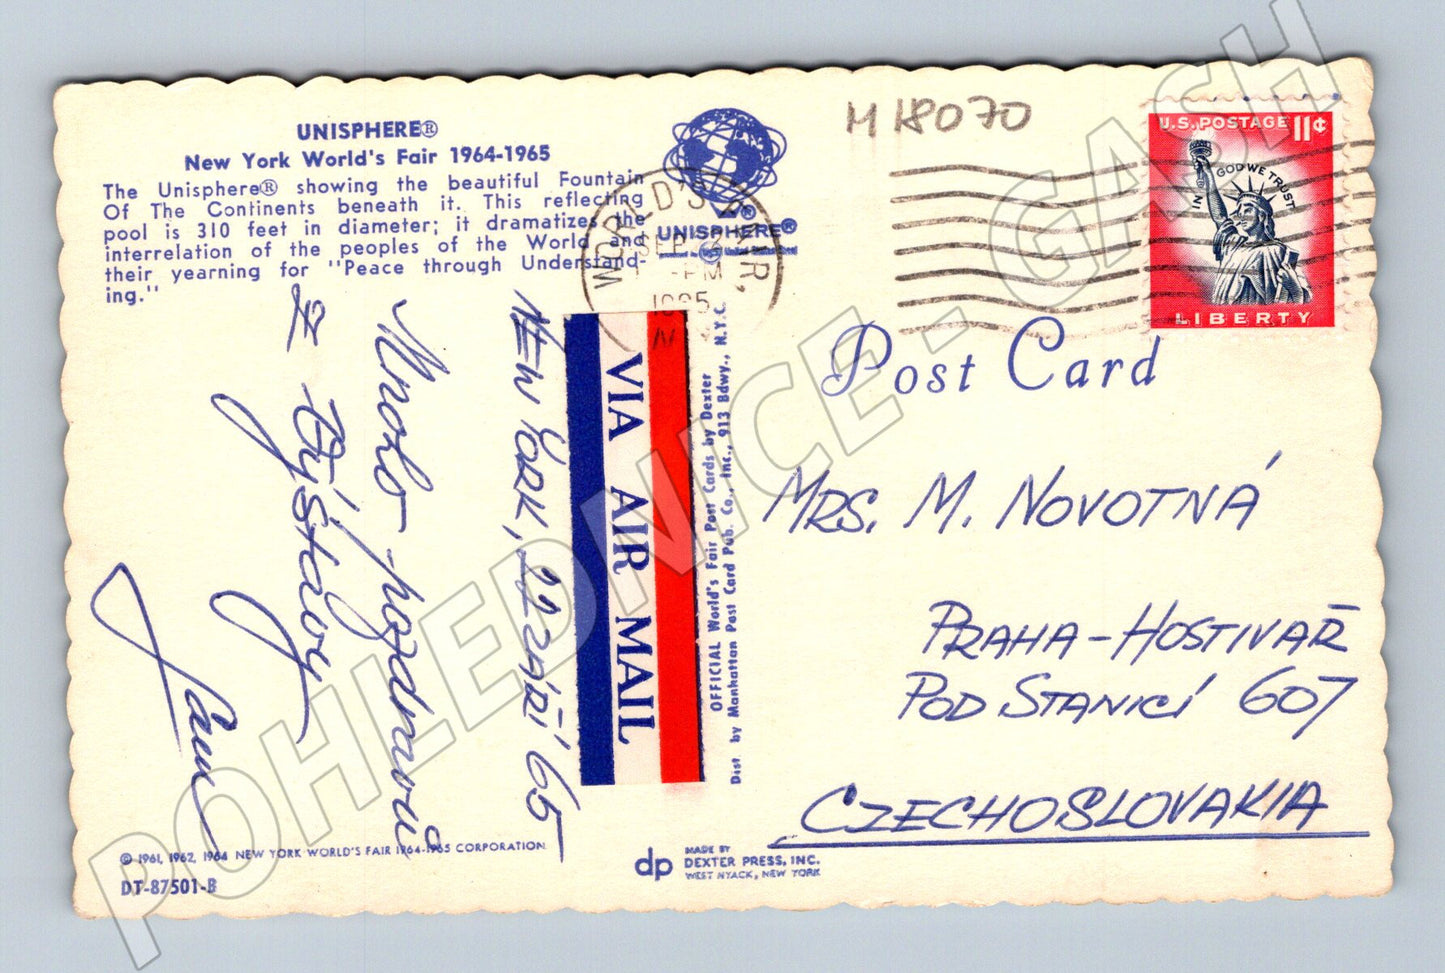 UNISPHERE®
New York World's Fair 1964-1965
The Unisphere® showing the beautiful Fountain
Of The Continents beneath it. This reflecting
pool is 310 feet in diameter; it dramatizes the
interrelation of the peoples of the World and
their yearning for "Peace through Understand-
ing."
UNISPHERE®
M 18070
WORLD'S FAIR,
SEP
PM
U.S. POSTAGE 11¢
IN GOD WE TRUST
LIBERTY
Post Card
NEW YORK, 22. ZÁŘÍ '65
Mnoho pozdravů
z výstavy
VIA AIR MAIL
OFFICIAL World's Fair Post Cards by Dexter
Dist. by Manhattan Post Card Pub. Co., Inc., 913 Bdwy., N.Y.C.
MRS. M. NOVOTNÁ
PRAHA-HOSTIVAŘ
POD STANICÍ 607
CZECHOSLOVAKIA
© 1961, 1962, 1964 NEW YORK WORLD'S FAIR 1964-1965 CORPORATION
DT-87501-B
dp
MADE BY
DEXTER PRESS, INC.
WEST NYACK, NEW YORK
POHLEDNICE - GASH